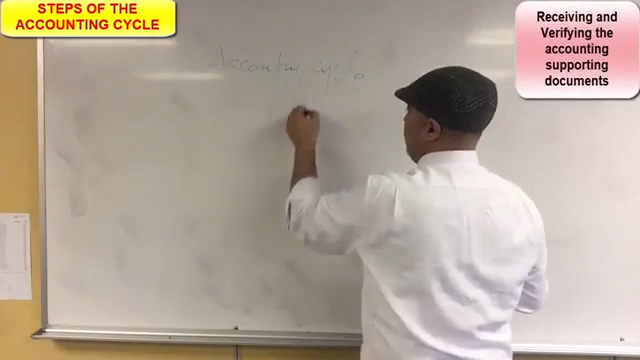 STEPS OF THE
ACCOUNTING CYCLE
Receiving and
Verifying the
accounting
supporting
documents
Accounting cycle